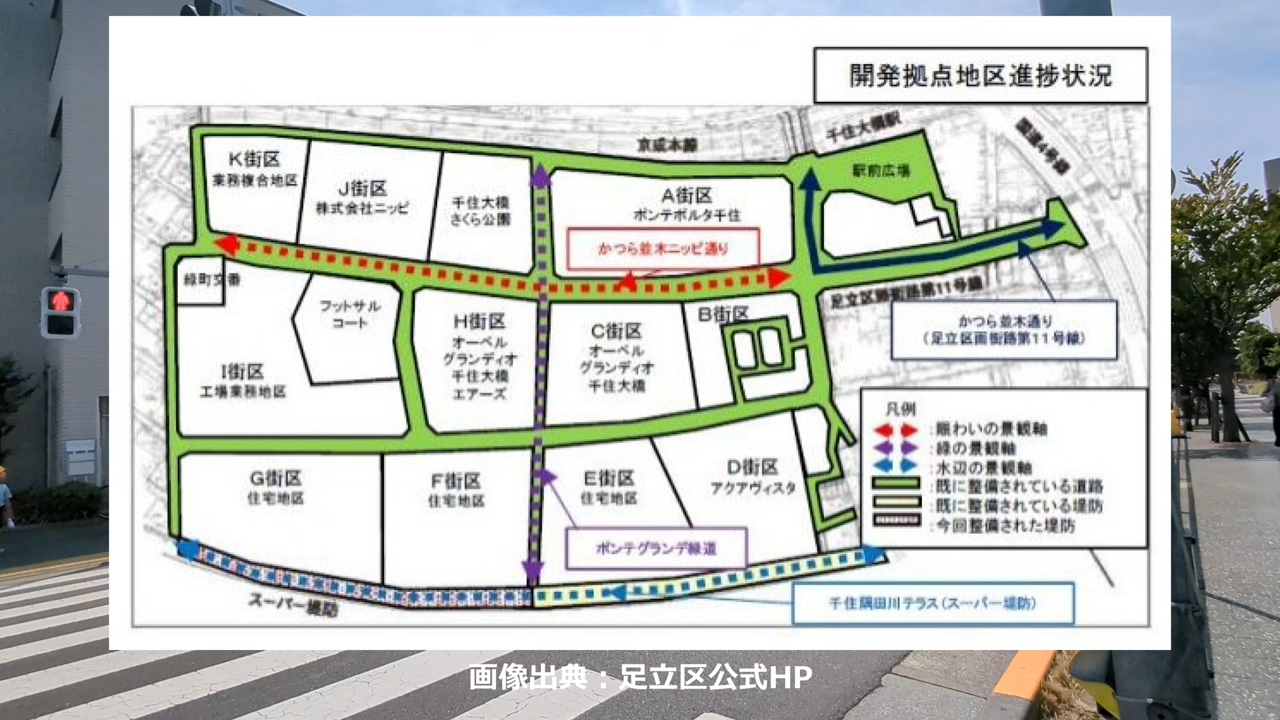 開発拠点地区進捗状況
京成本線
千住大橋駅
国道4号線
K街区
業務複合地区
J街区
株式会社ニッピ
千住大橋
さくら公園
A街区
ポンテポルタ千住
駅前広場
かつら並木ニッピ通り
緑町交番
フットサル
コート
足立区画街路第11号線
かつら並木通り
(足立区画街路第11号線)
I街区
工場業務地区
H街区
オーベル
グランディオ
千住大橋
エアーズ
C街区
オーベル
グランディオ
千住大橋
B街区
凡例
:賑わいの景観軸
:緑の景観軸
:水辺の景観軸
:既に整備されている道路
:既に整備されている堤防
:今回整備された堤防
G街区
住宅地区
F街区
住宅地区
E街区
住宅地区
D街区
アクアヴィスタ
ポンテグランデ緑道
スーパー堤防
千住隅田川テラス(スーパー堤防)
画像出典：足立区公式HP